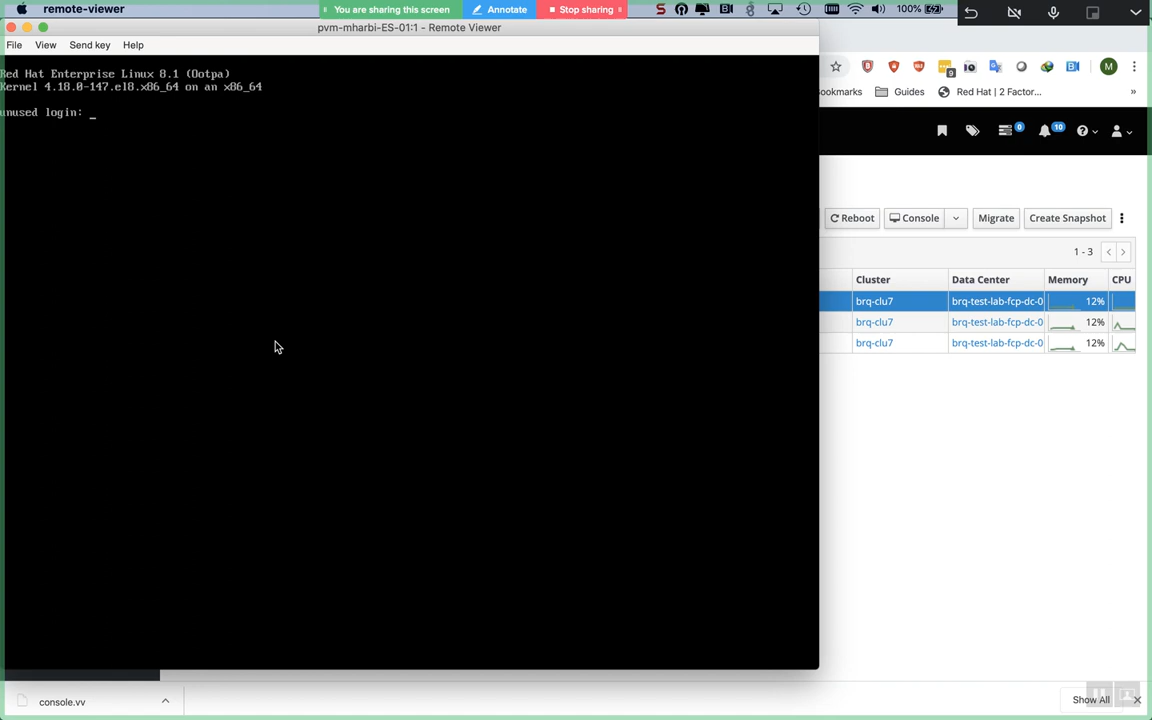 remote-viewer
You are sharing this screen
Annotate
Stop sharing
100%
pvm-mharbi-ES-01:1 - Remote Viewer
File View Send key Help
Red Hat Enterprise Linux 8.1 (Ootpa)
Kernel 4.18.0-147.el8.x86_64 on an x86_64
unused login: _
9
M
ookmarks
Guides
Red Hat | 2 Factor...
»
0
10
Reboot
Console
Migrate
Create Snapshot
1 - 3
Cluster Data Center Memory CPU
brq-clu7 brq-test-lab-fcp-dc-0 12%
brq-clu7 brq-test-lab-fcp-dc-0 12%
brq-clu7 brq-test-lab-fcp-dc-0 12%
console.vv
Show All